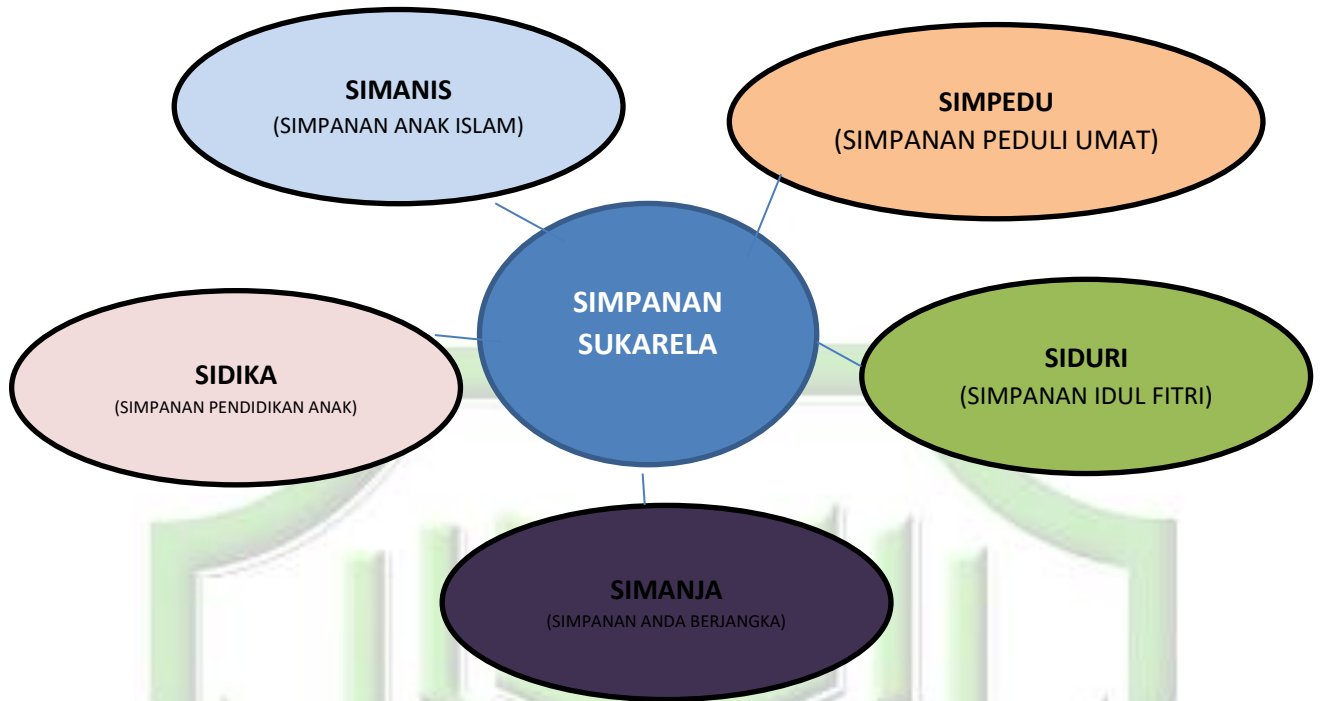 SIMANIS
(SIMPANAN ANAK ISLAM)
SIMPEDU
(SIMPANAN PEDULI UMAT)
SIMPANAN
SUKARELA
SIDIKA
(SIMPANAN PENDIDIKAN ANAK)
SIDURI
(SIMPANAN IDUL FITRI)
SIMANJA
(SIMPANAN ANDA BERJANGKA)